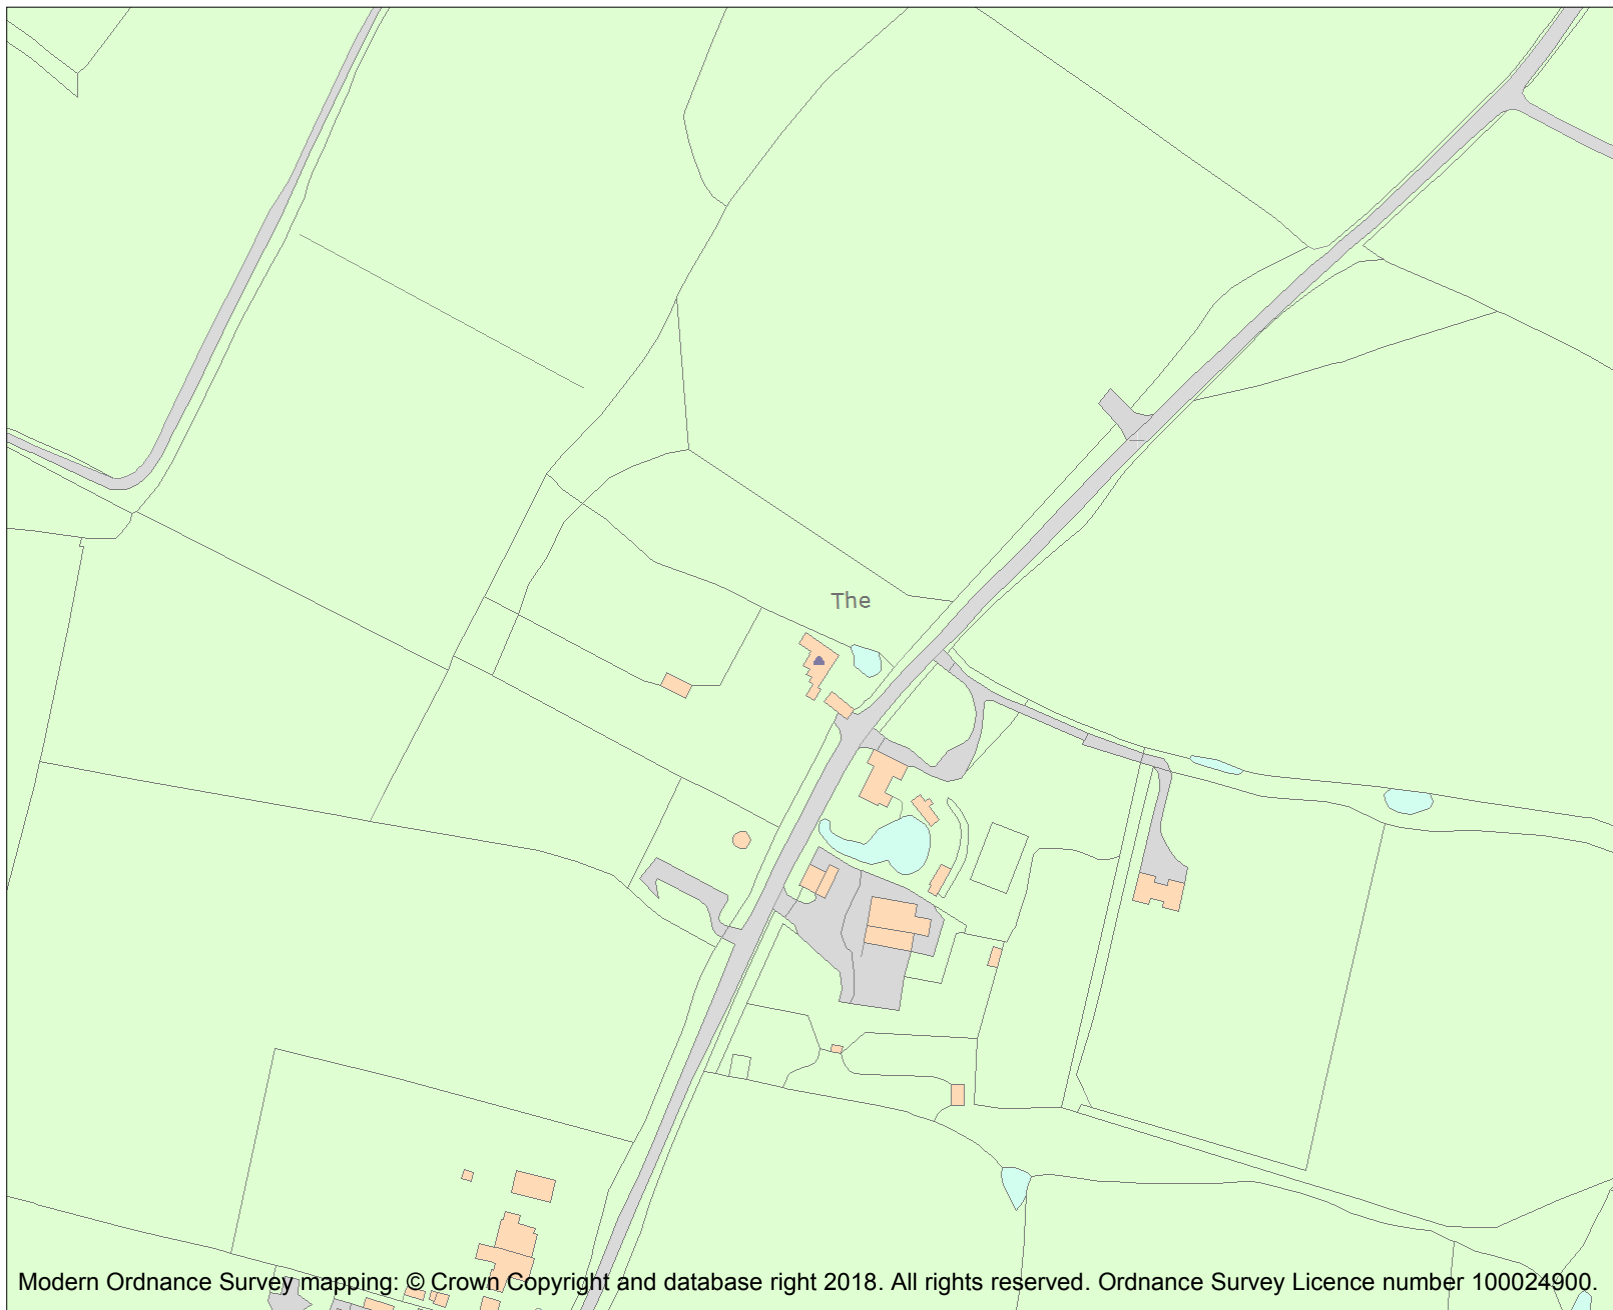 The
Modern Ordnance Survey mapping: © Crown Copyright and database right 2018. All rights reserved. Ordnance Survey Licence number 100024900.